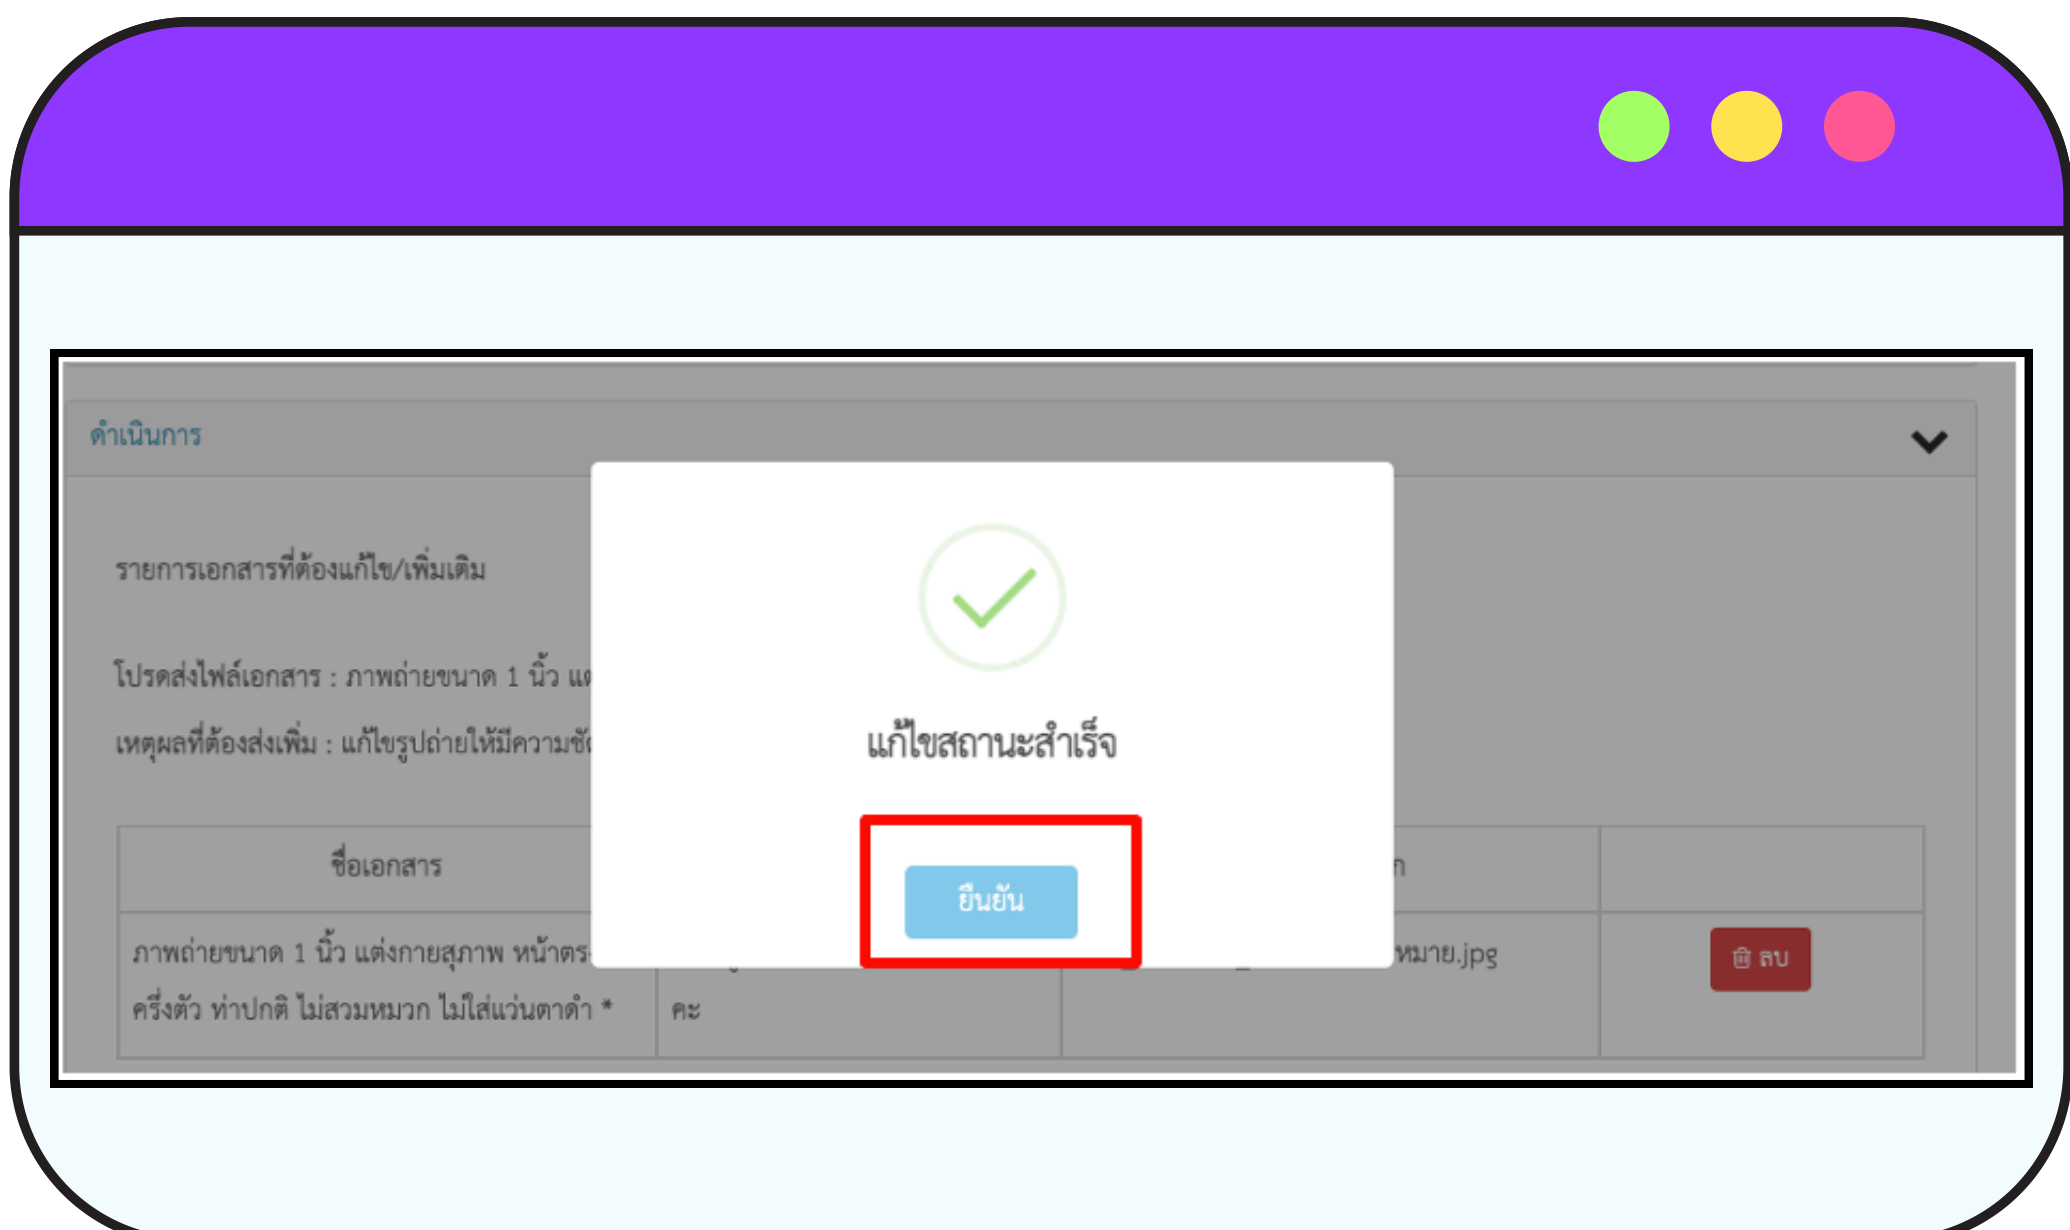 ดำเนินการ
รายการเอกสารที่ต้องแก้ไข/เพิ่มเติม
โปรดส่งไฟล์เอกสาร : ภาพถ่ายขนาด 1 นิ้ว
เหตุผลที่ต้องส่งเพิ่ม : แก้ไขรูปถ่ายให้มีความ
แก้ไขสถานะสำเร็จ
ยืนยัน
ชื่อเอกสาร
ภาพถ่ายขนาด 1 นิ้ว แต่งกายสุภาพ
หมาย.jpg
ลบ
ครึ่งตัว ท่าปกติ ไม่สวมหมวก ไม่ใส่แว่นตาดำ *
คะ